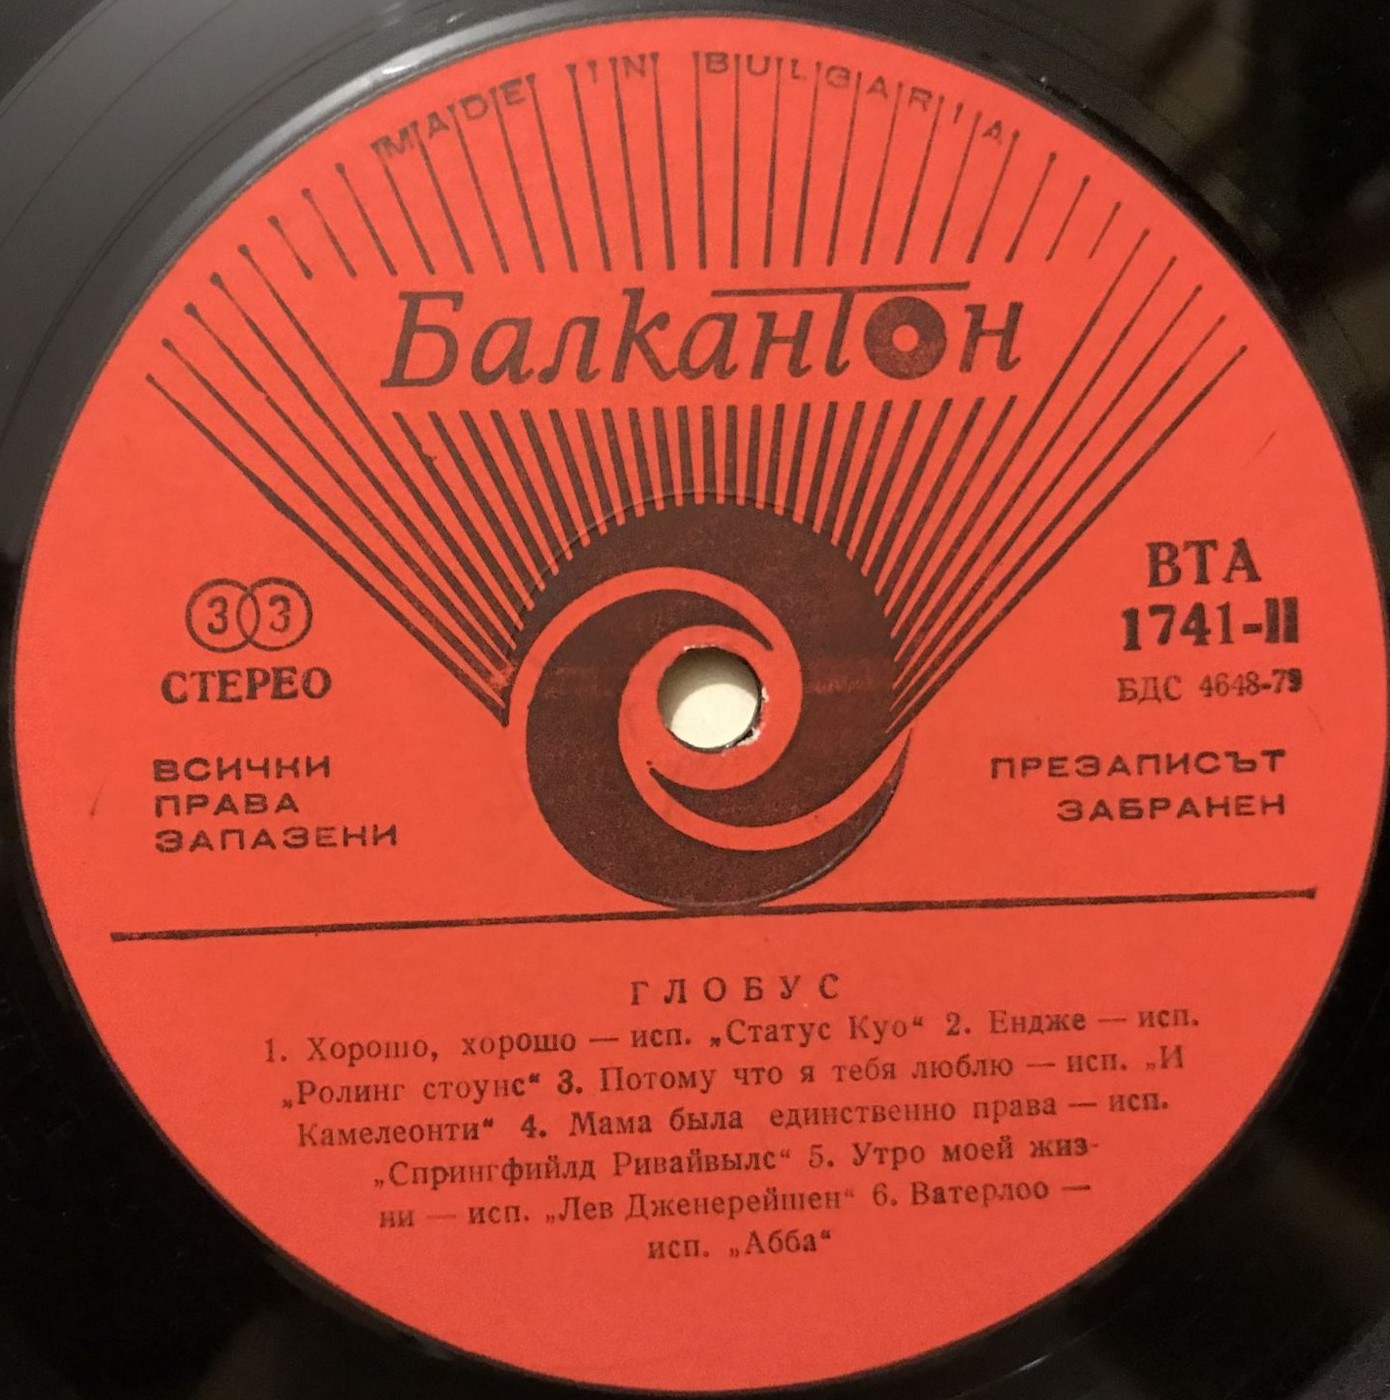 MADE IN BULGARIA
Балкантон
33
СТЕРЕО
ВСИЧКИ
ПРАВА
ЗАПАЗЕНИ
ВТА
1741-II
БДС 4648-79
ПРЕЗАПИСЪТ
ЗАБРАНЕН
ГЛОБУС
1. Хорошо, хорошо — исп. „Статус Куо“ 2. Ендже — исп.
„Ролинг стоунс“ 3. Потому что я тебя люблю — исп. „И
Камелеонти“ 4. Мама была единственно права — исп.
„Спрингфийлд Ривайвылс“ 5. Утро моей жиз-
ни — исп. „Лев Дженерейшен“ 6. Ватерлоо —
исп. „Абба“